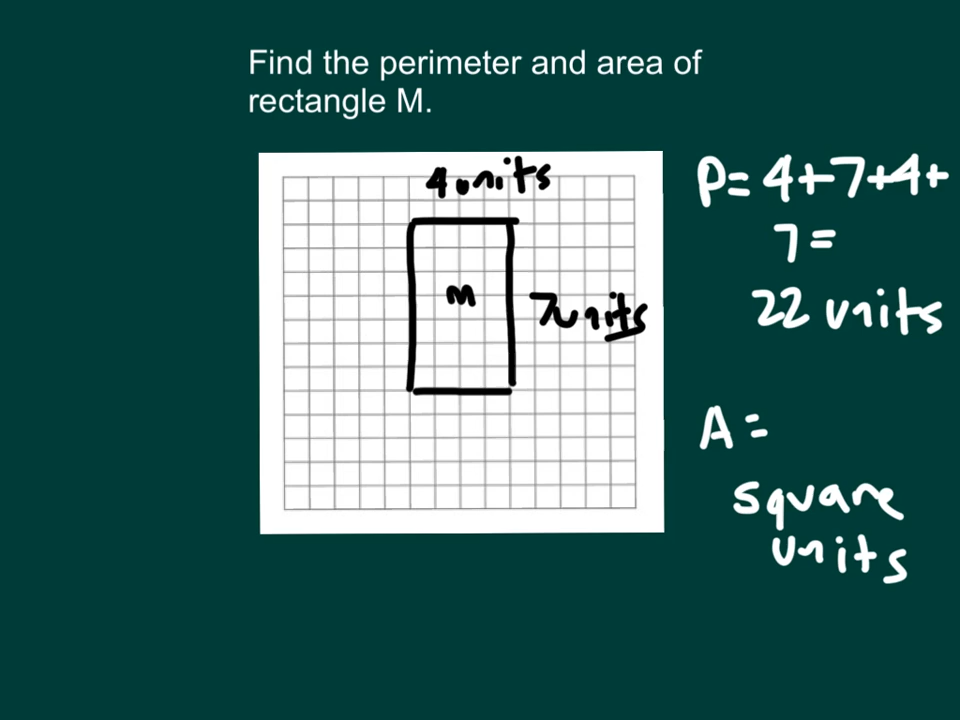 Find the perimeter and area of
rectangle M.
4 units
M
7 units
P= 4+7+4+
7 =
22 units
A =
square
units